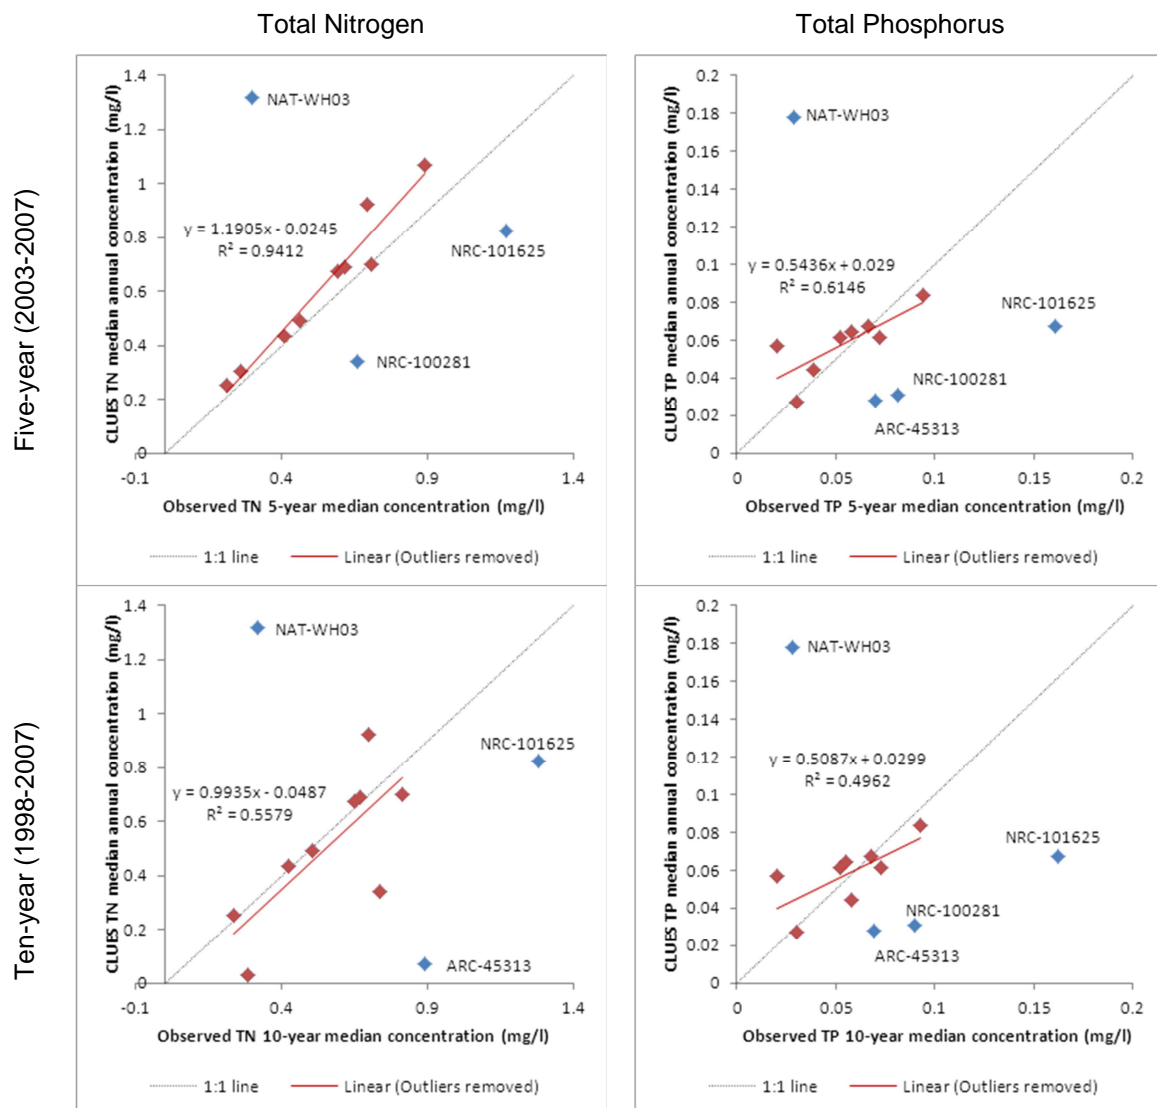 Total Nitrogen
Total Phosphorus
Five-year (2003-2007)
CLUES TN median annual concentration (mg/l)
1.4
1.2
1
0.8
0.6
0.4
0.2
0
-0.1
0.4
0.9
1.4
NAT-WH03
y = 1.1905x - 0.0245
R² = 0.9412
NRC-101625
NRC-100281
Observed TN 5-year median concentration (mg/l)
1:1 line
Linear (Outliers removed)
CLUES TP median annual concentration (mg/l)
0.2
0.18
0.16
0.14
0.12
0.1
0.08
0.06
0.04
0.02
0
0
0.05
0.1
0.15
0.2
NAT-WH03
y = 0.5436x + 0.029
R² = 0.6146
NRC-101625
NRC-100281
ARC-45313
Observed TP 5-year median concentration (mg/l)
1:1 line
Linear (Outliers removed)
Ten-year (1998-2007)
CLUES TN median annual concentration (mg/l)
1.4
1.2
1
0.8
0.6
0.4
0.2
0
-0.1
0.4
0.9
1.4
NAT-WH03
NRC-101625
y = 0.9935x - 0.0487
R² = 0.5579
ARC-45313
Observed TN 10-year median concentration (mg/l)
1:1 line
Linear (Outliers removed)
CLUES TP median annual concentration (mg/l)
0.2
0.18
0.16
0.14
0.12
0.1
0.08
0.06
0.04
0.02
0
0
0.05
0.1
0.15
0.2
NAT-WH03
y = 0.5087x + 0.0299
R² = 0.4962
NRC-101625
NRC-100281
ARC-45313
Observed TP 10-year median concentration (mg/l)
1:1 line
Linear (Outliers removed)